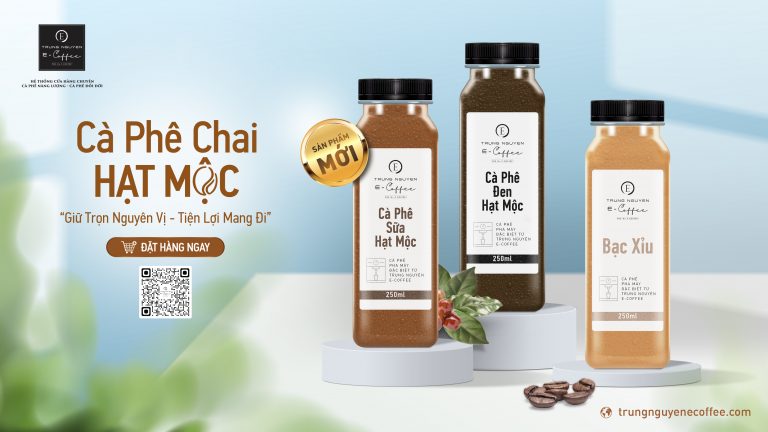 E
TRUNG NGUYEN
E-Coffee
HỆ THỐNG CỬA HÀNG CHUYÊN
CÀ PHÊ NĂNG LƯỢNG - CÀ PHÊ ĐỔI ĐỜI
Cà Phê Chai
HẠT MỘC
“Giữ Trọn Nguyên Vị - Tiện Lợi Mang Đi”
ĐẶT HÀNG NGAY
SẢN PHẨM
MỚI
E
TRUNG NGUYEN
E-Coffee
Cà Phê
Sữa
Hạt Mộc
CÀ PHÊ
PHA MÁY
ĐẶC BIỆT TỪ
TRUNG NGUYÊN
E-COFFEE
250ml
E
TRUNG NGUYEN
E-Coffee
Cà Phê
Đen
Hạt Mộc
CÀ PHÊ
PHA MÁY
ĐẶC BIỆT TỪ
TRUNG NGUYÊN
E-COFFEE
250ml
E
TRUNG NGUYEN
E-Coffee
Bạc Xỉu
CÀ PHÊ
PHA MÁY
ĐẶC BIỆT TỪ
TRUNG NGUYÊN
E-COFFEE
250ml
trungnguyenecoffee.com